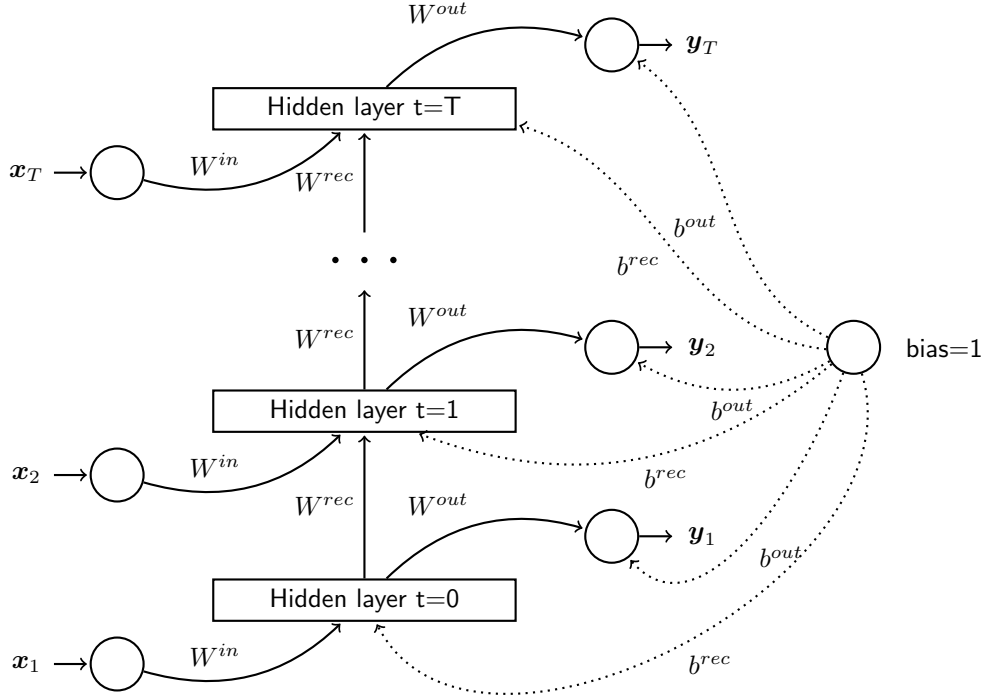 W^{out}
y_T
Hidden layer t=T
x_T
W^{in}
W^{rec}
b^{out}
b^{rec}
. . .
W^{rec}
W^{out}
y_2
bias=1
Hidden layer t=1
b^{out}
x_2
W^{in}
b^{rec}
W^{rec}
W^{out}
y_1
b^{out}
Hidden layer t=0
x_1
W^{in}
b^{rec}